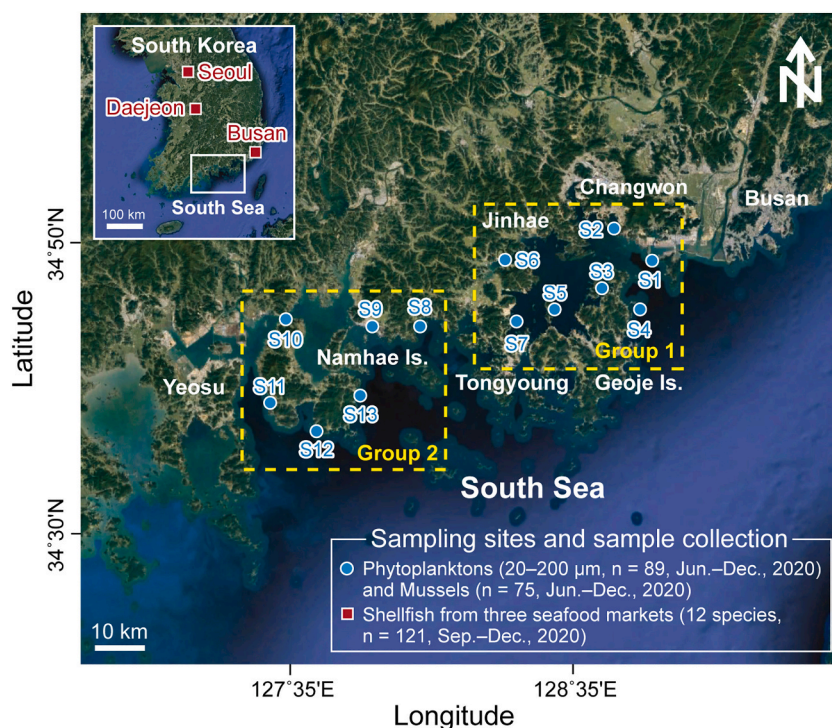 South Korea
Seoul
Daejeon
Busan
South Sea
100 km
N
Changwon
Busan
Jinhae
S2
S6
S3
S1
S5
S4
S7
Group 1
Tongyoung
Geoje Is.
S9
S8
S10
Namhae Is.
Yeosu
S11
S13
S12
Group 2
South Sea
Sampling sites and sample collection
Phytoplanktons (20–200 μm, n = 89, Jun.–Dec., 2020)
and Mussels (n = 75, Jun.–Dec., 2020)
Shellfish from three seafood markets (12 species,
n = 121, Sep.–Dec., 2020)
10 km
34°50'N
34°30'N
Latitude
127°35'E
128°35'E
Longitude